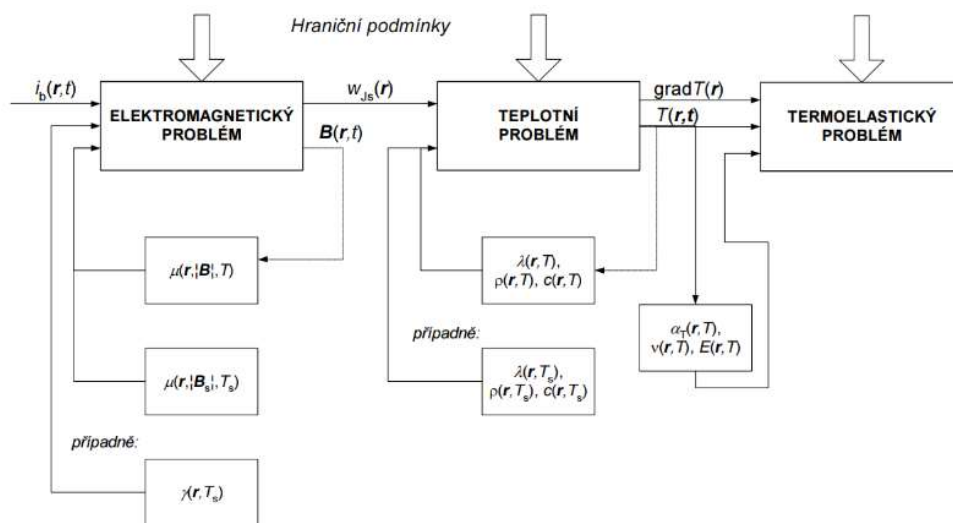 Hraniční podmínky
i_b(r,t)
ELEKTROMAGNETICKÝ
PROBLÉM
w_Js(r)
B(r,t)
TEPLOTNÍ
PROBLÉM
gradT(r)
T(r,t)
TERMOELASTICKÝ
PROBLÉM
μ(r,¦B¦,T)
λ(r,T),
ρ(r,T), c(r,T)
α_T(r,T),
ν(r,T), E(r,T)
případně:
μ(r,¦B_s¦,T_s)
λ(r,T_s),
ρ(r,T_s), c(r,T_s)
případně:
γ(r,T_s)